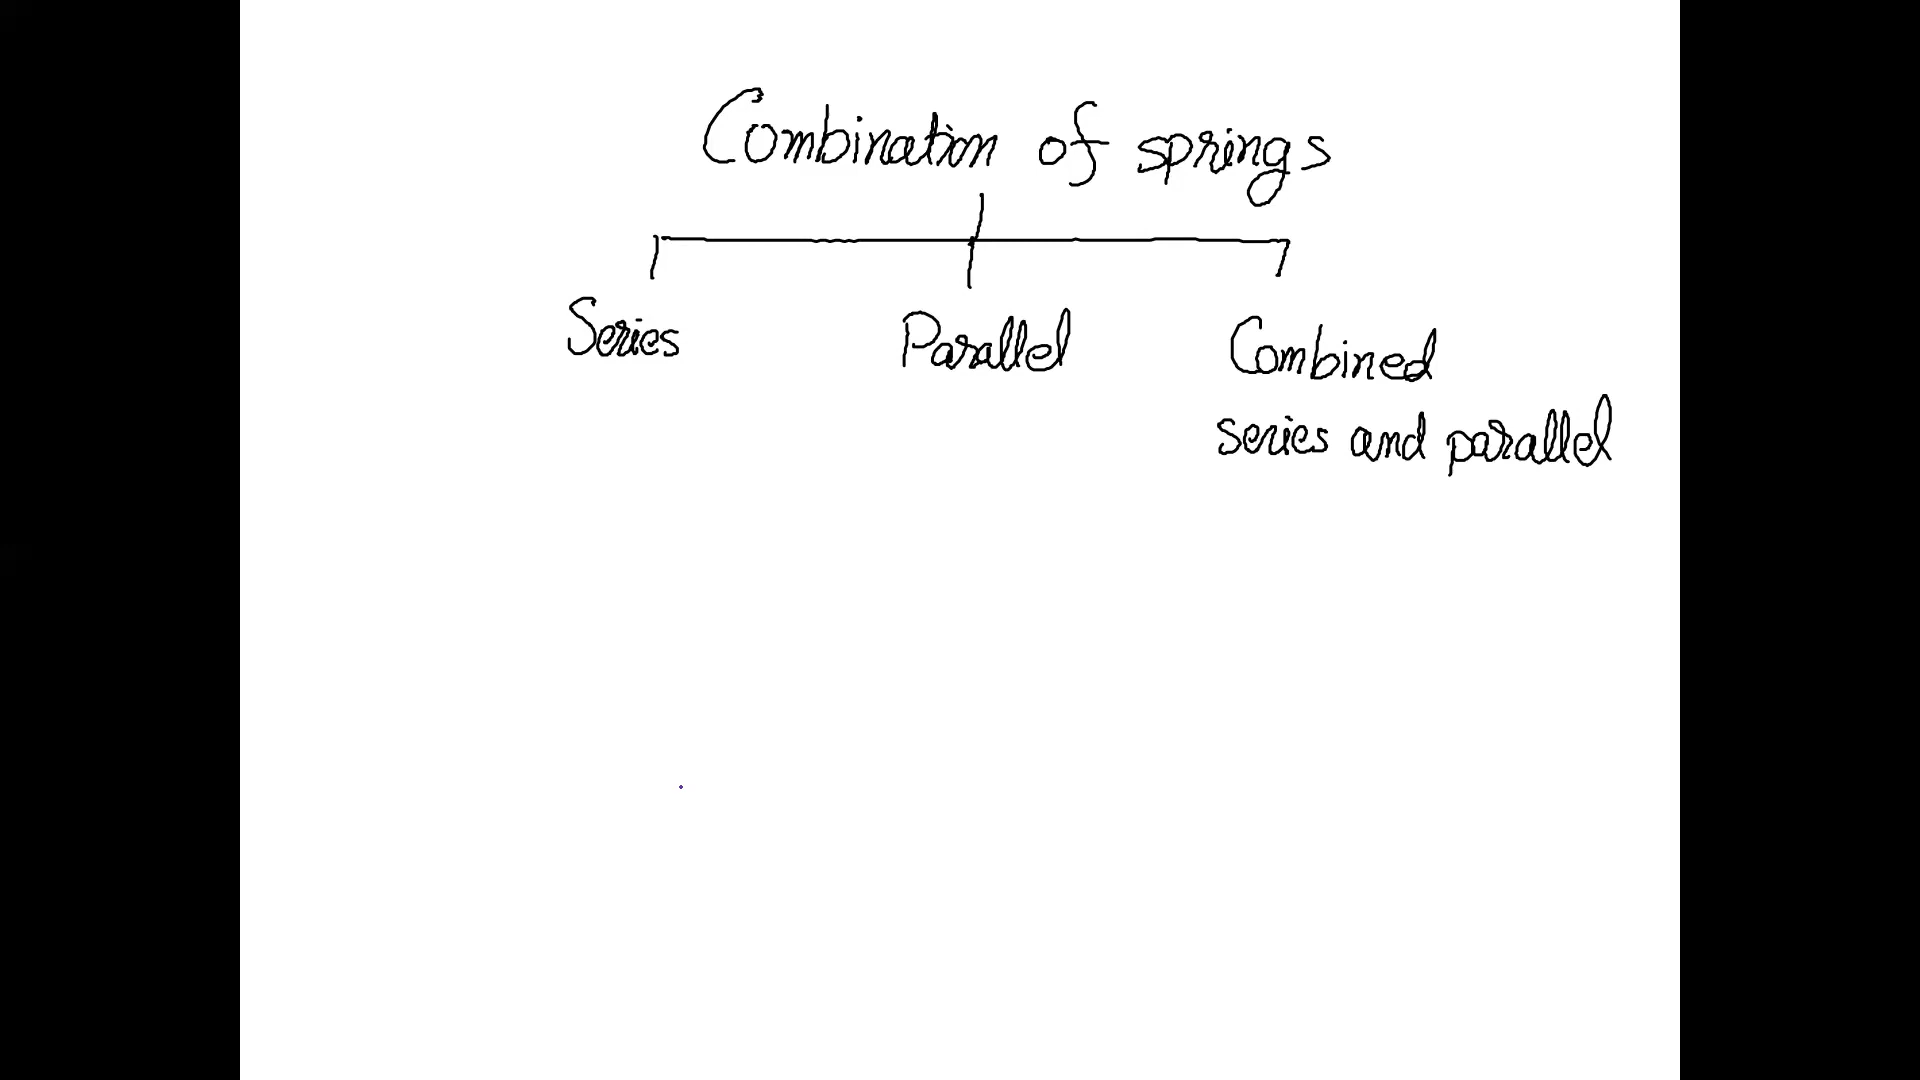 Combination of springs
Series
Parallel
Combined
series and parallel